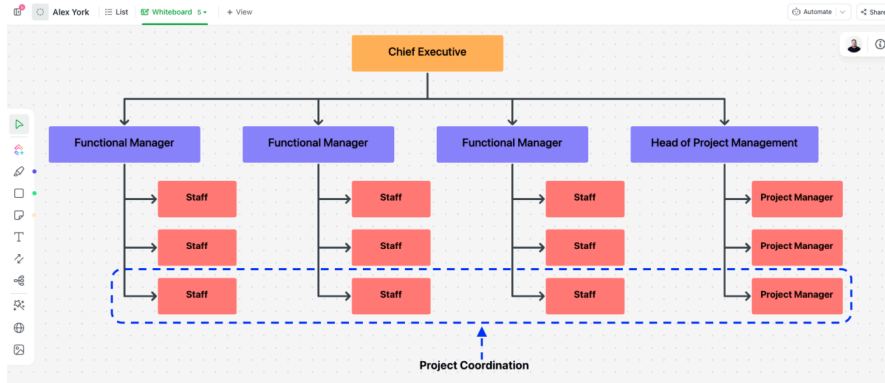 Alex York
List
Whiteboard 5
+ View
Automate
Share
Chief Executive
Functional Manager
Functional Manager
Functional Manager
Head of Project Management
Staff
Staff
Staff
Project Manager
Staff
Staff
Staff
Project Manager
Staff
Staff
Staff
Project Manager
Project Coordination